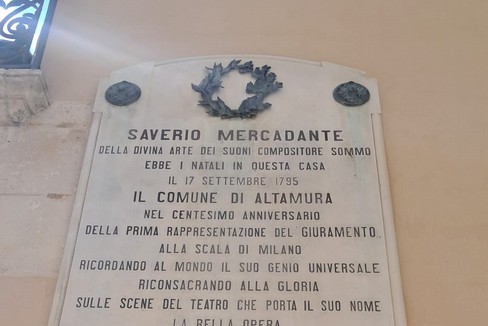 SAVERIO MERCADANTE
DELLA DIVINA ARTE DEI SUONI COMPOSITORE SOMMO
EBBE I NATALI IN QUESTA CASA
IL 17 SETTEMBRE 1795
IL COMUNE DI ALTAMURA
NEL CENTESIMO ANNIVERSARIO
DELLA PRIMA RAPPRESENTAZIONE DEL "GIURAMENTO"
ALLA SCALA DI MILANO
RICORDANDO AL MONDO IL SUO GENIO UNIVERSALE
RICONSACRANDO ALLA GLORIA
SULLE SCENE DEL TEATRO CHE PORTA IL SUO NOME
LA BELLA OPERA